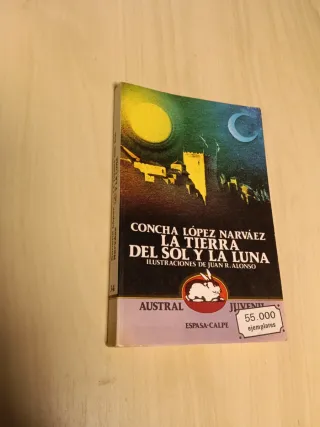 CONCHA LÓPEZ NARVÁEZ
LA TIERRA
DEL SOL Y LA LUNA
ILUSTRACIONES DE JUAN R. ALONSO
AUSTRAL JUVENIL
ESPASA-CALPE
55.000
ejemplares